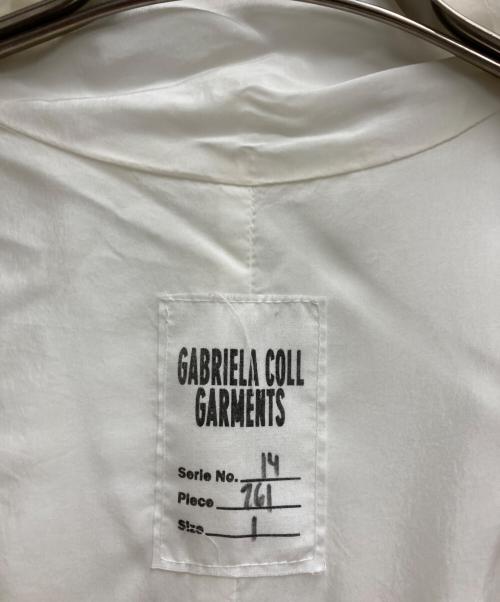 GABRIELA COLL
GARMENTS
Serie No. 14
Piece 761
Size 1